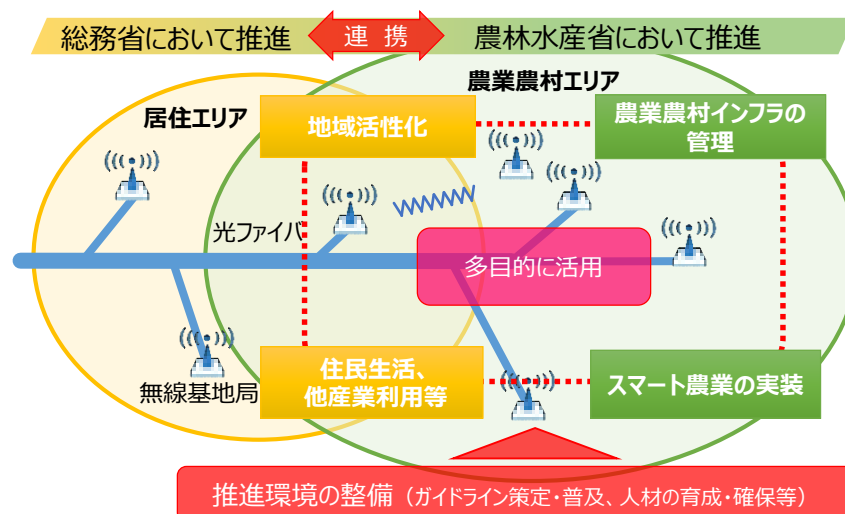 総務省において推進
連 携
農林水産省において推進
農業農村エリア
居住エリア
地域活性化
農業農村インフラの
管理
光ファイバ
多目的に活用
無線基地局
住民生活、
他産業利用等
スマート農業の実装
推進環境の整備（ガイドライン策定・普及、人材の育成・確保等）